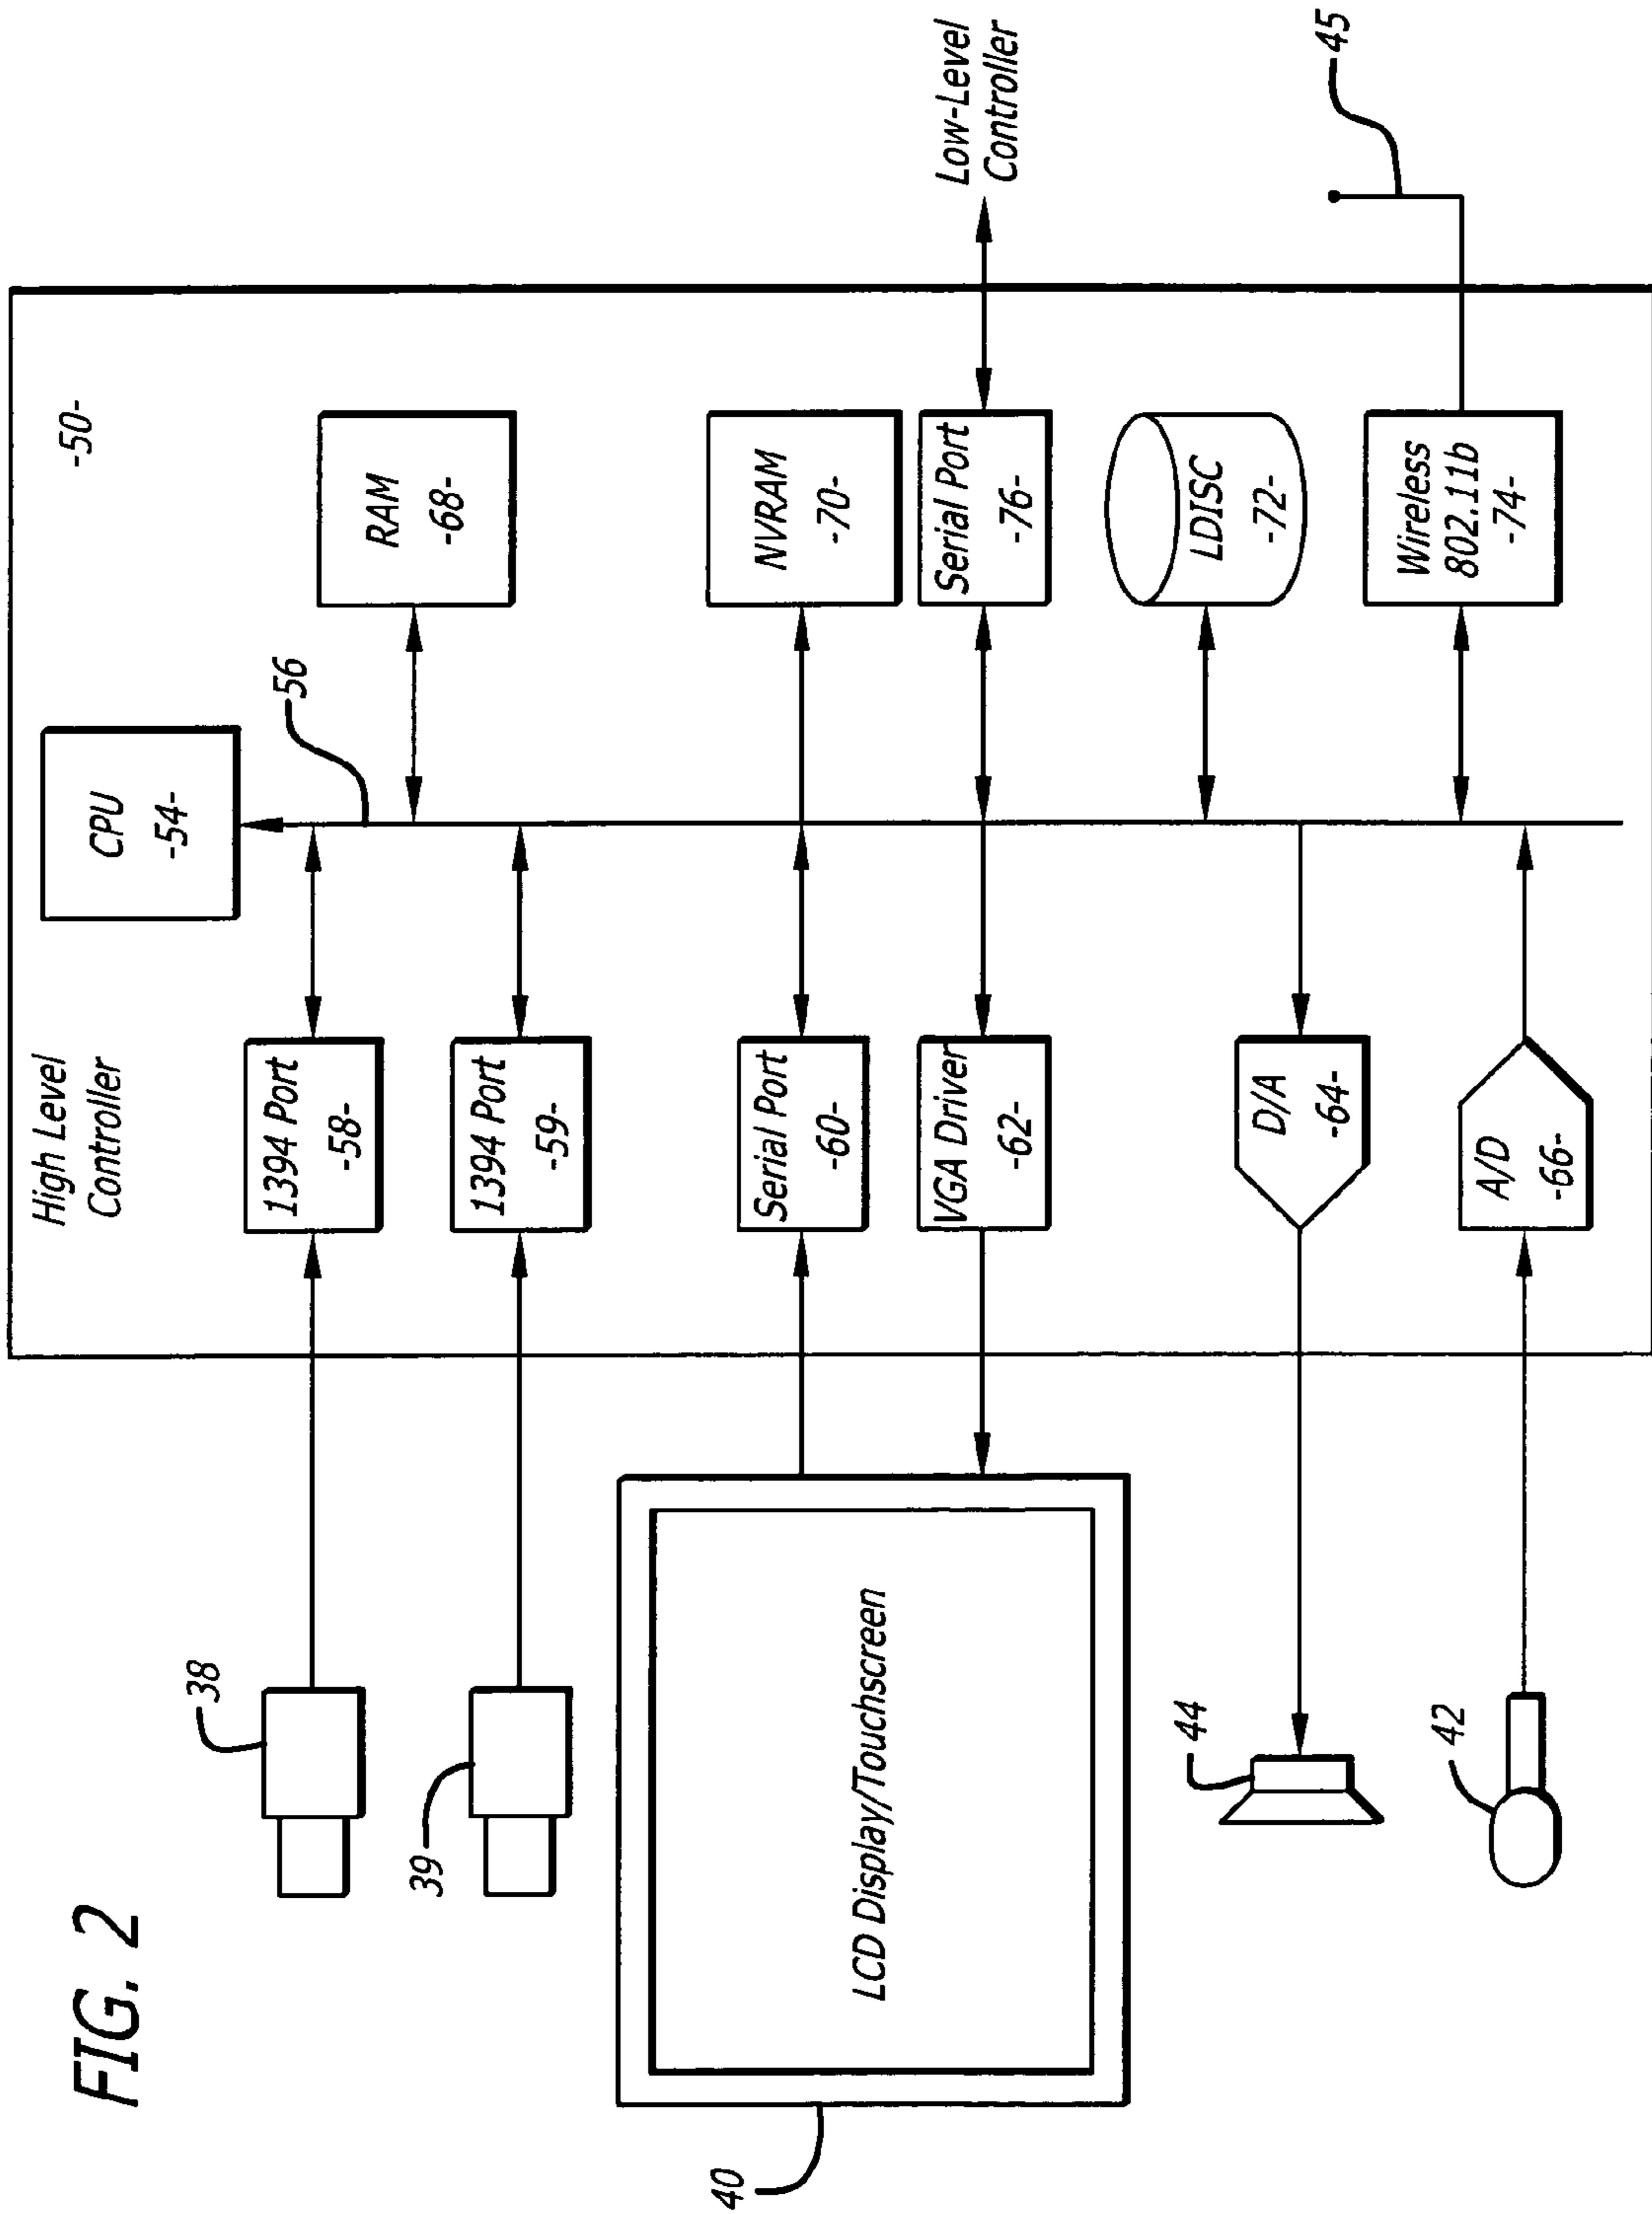 FIG. 2
High Level
Controller
-50-
CPU
-54-
56
38
1394 Port
-58-
RAM
-68-
39
1394 Port
-59-
40
LCD Display/Touchscreen
Serial Port
-60-
NVRAM
-70-
VGA Driver
-62-
Serial Port
-76-
Low-Level
Controller
LDISC
-72-
44
D/A
-64-
Wireless
802.11b
-74-
45
42
A/D
-66-